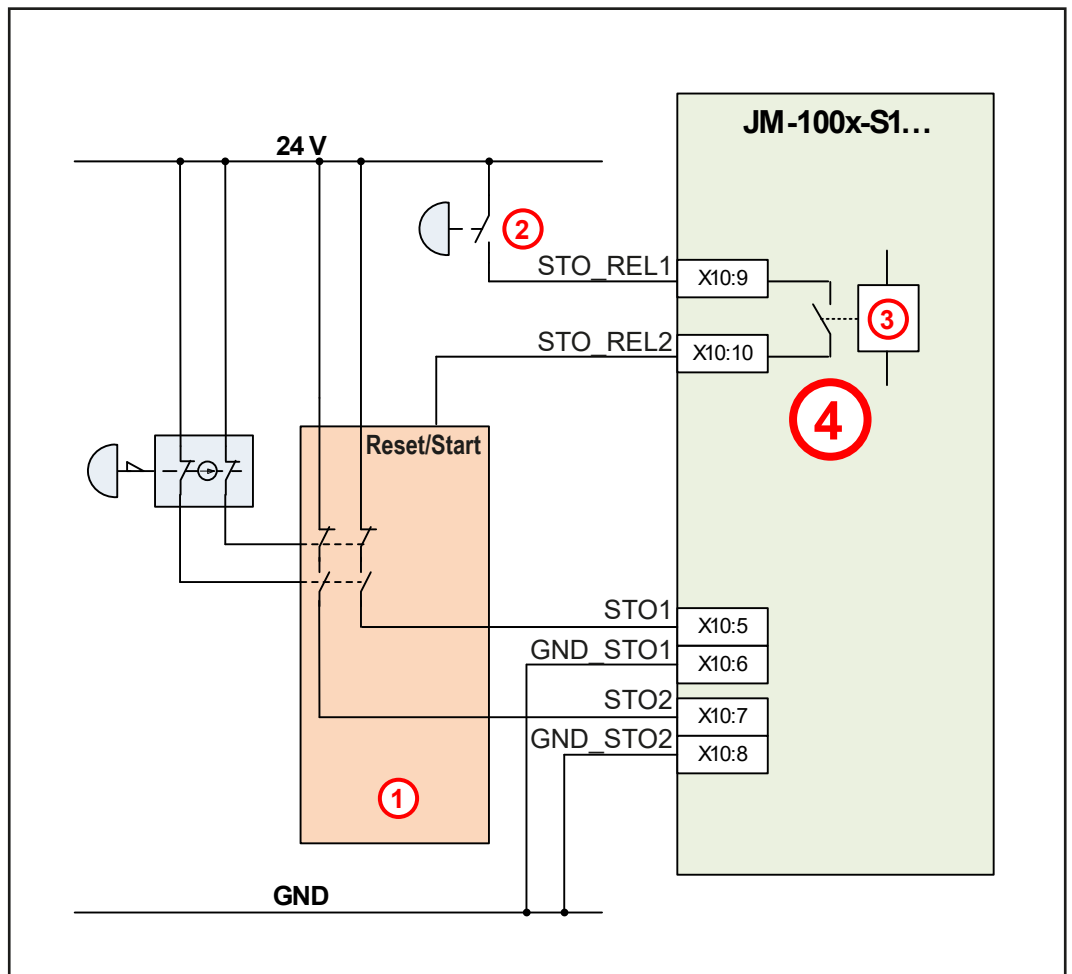 JM-100x-S1...
24 V
2
STO_REL1
X10:9
3
STO_REL2
X10:10
4
Reset/Start
STO1
X10:5
GND_STO1
X10:6
STO2
X10:7
GND_STO2
X10:8
1
GND